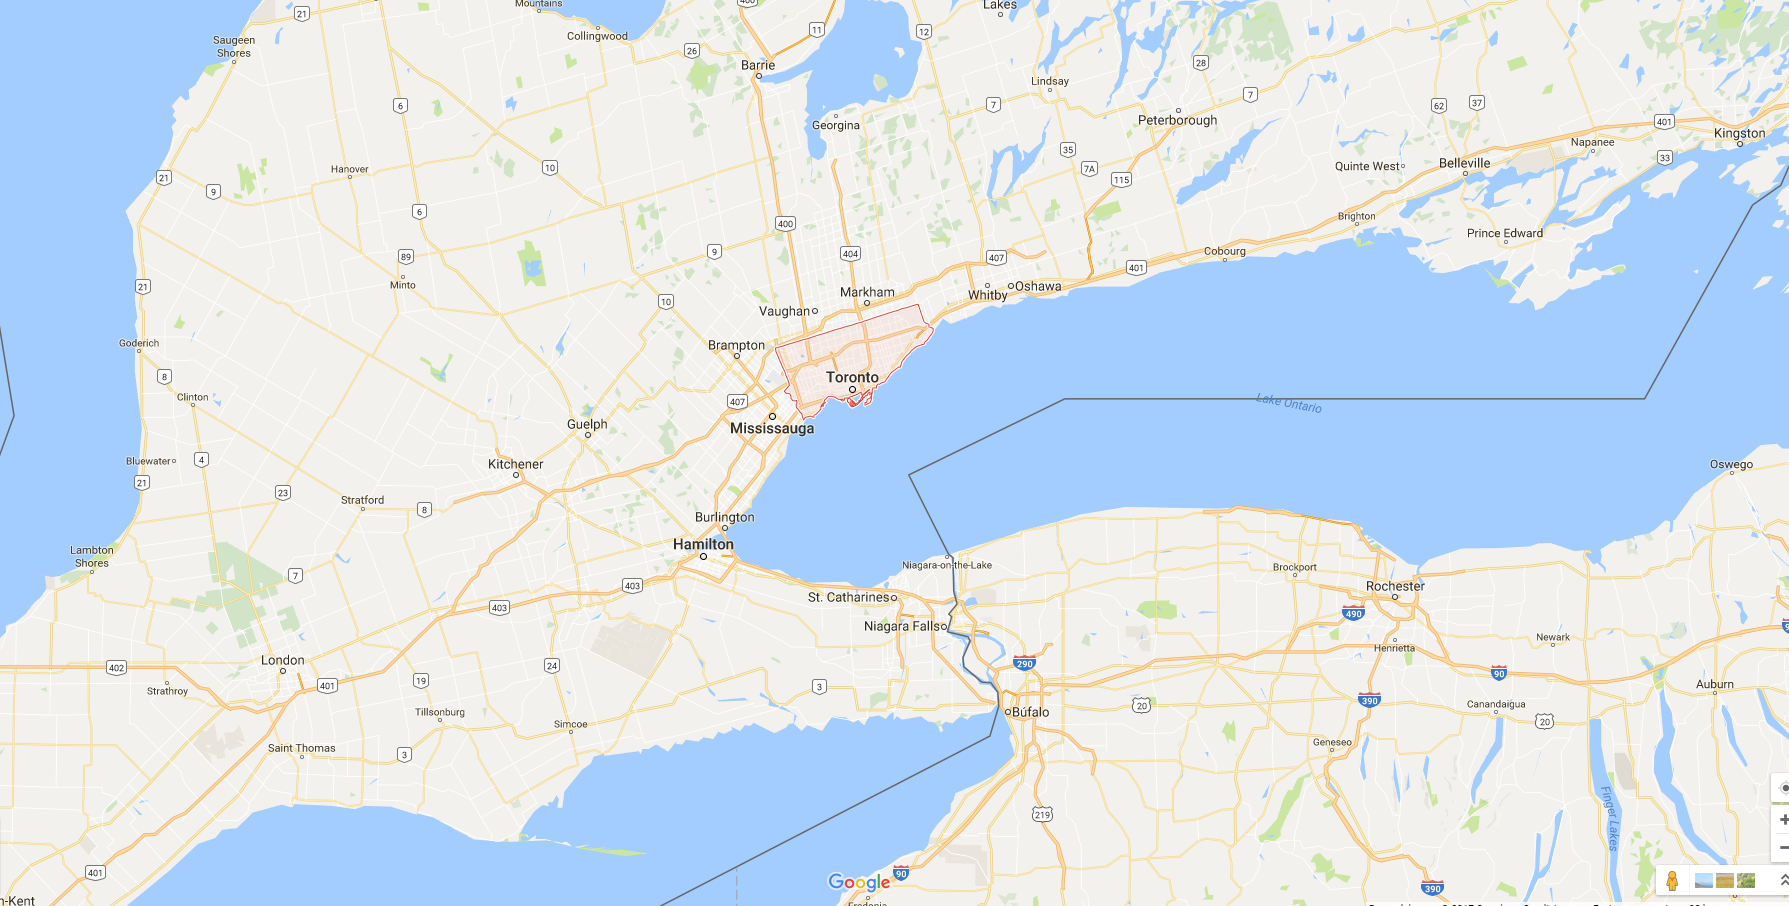 Mountains
400
Lakes
21
Collingwood
11
12
Saugeen
Shores
26
Barrie
28
Lindsay
6
7
7
62
37
Georgina
Peterborough
401
Kingston
Napanee
35
33
Hanover
10
7A
Quinte West
Belleville
21
9
115
6
400
Brighton
Prince Edward
9
404
407
Cobourg
89
401
Minto
21
Whitby
Oshawa
Markham
10
Vaughan
Goderich
Brampton
8
Toronto
Clinton
407
Lake Ontario
Guelph
Mississauga
Bluewater
4
Kitchener
Oswego
21
23
Stratford
8
Burlington
Hamilton
Lambton
Shores
Niagara-on-the-Lake
Brockport
7
403
Rochester
403
St. Catharines
490
Niagara Falls
Newark
Henrietta
London
402
24
290
90
401
19
3
Strathroy
Auburn
390
Tillsonburg
Búfalo
20
Canandaigua
20
Simcoe
Saint Thomas
3
Geneseo
219
Finger Lakes
401
90
Google
390
n-Kent